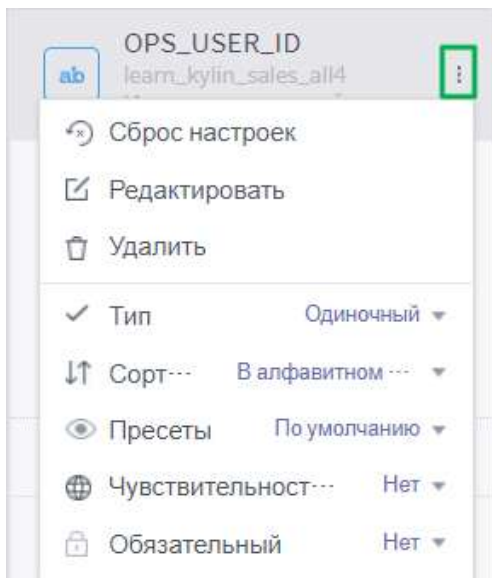 OPS_USER_ID
ab
learn_kylin_sales_all4
Сброс настроек
Редактировать
Удалить
Тип Одиночный
Сорт··· В алфавитном ···
Пресеты По умолчанию
Чувствительност··· Нет
Обязательный Нет